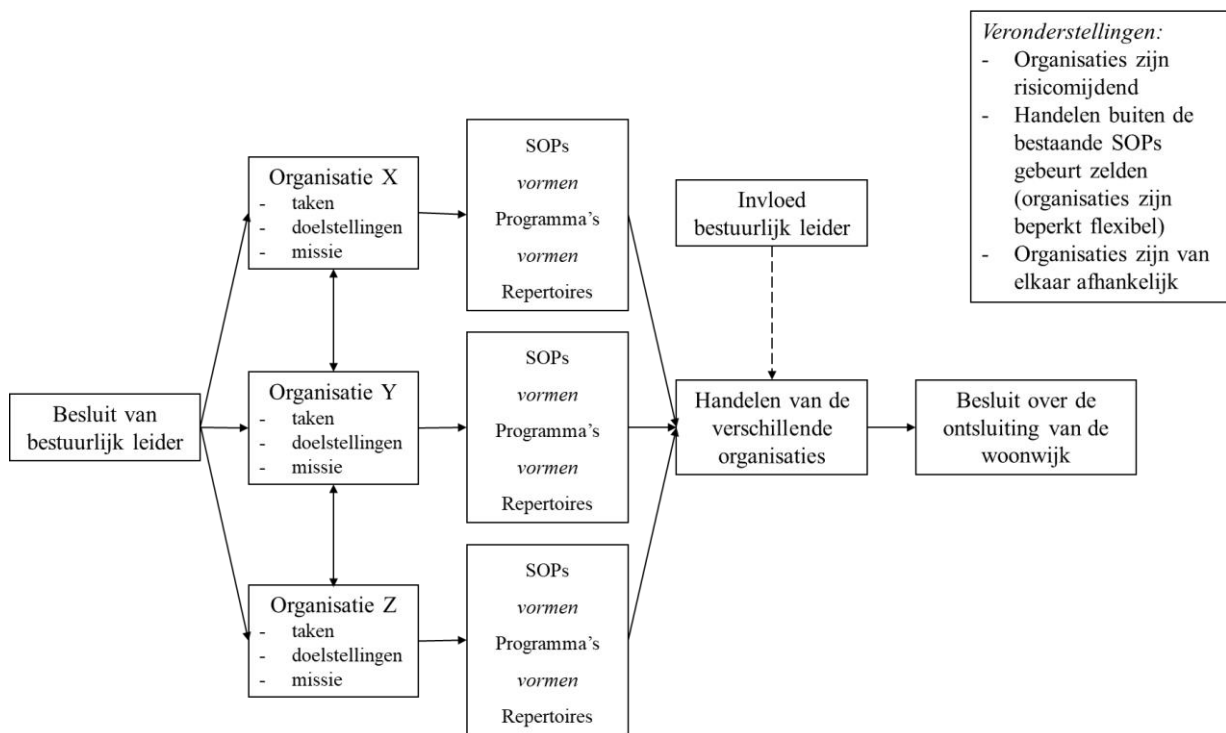 Veronderstellingen:
- Organisaties zijn
risicomijdend
- Handelen buiten de
bestaande SOPs
gebeurt zelden
(organisaties zijn
beperkt flexibel)
- Organisaties zijn van
elkaar afhankelijk
Besluit van
bestuurlijk leider
Organisatie X
- taken
- doelstellingen
- missie
SOPs
vormen
Programma's
vormen
Repertoires
Organisatie Y
- taken
- doelstellingen
- missie
SOPs
vormen
Programma's
vormen
Repertoires
Organisatie Z
- taken
- doelstellingen
- missie
SOPs
vormen
Programma's
vormen
Repertoires
Invloed
bestuurlijk leider
Handelen van de
verschillende
organisaties
Besluit over de
ontsluiting van de
woonwijk